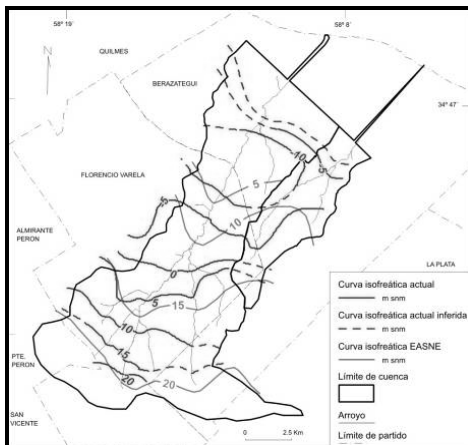 58° 19'
58° 8'
N
QUILMES
BERAZATEGUI
34° 47'
-10
-5
FLORENCIO VARELA
5
-5
10
ALMIRANTE
PERON
LA PLATA
0
5
15
10
15
20
20
PTE.
PERON
SAN
VICENTE
Curva isofreática actual
m snm
Curva isofreática actual inferida
m snm
Curva isofreática EASNE
m snm
Límite de cuenca
Arroyo
Límite de partido
0 2.5 Km